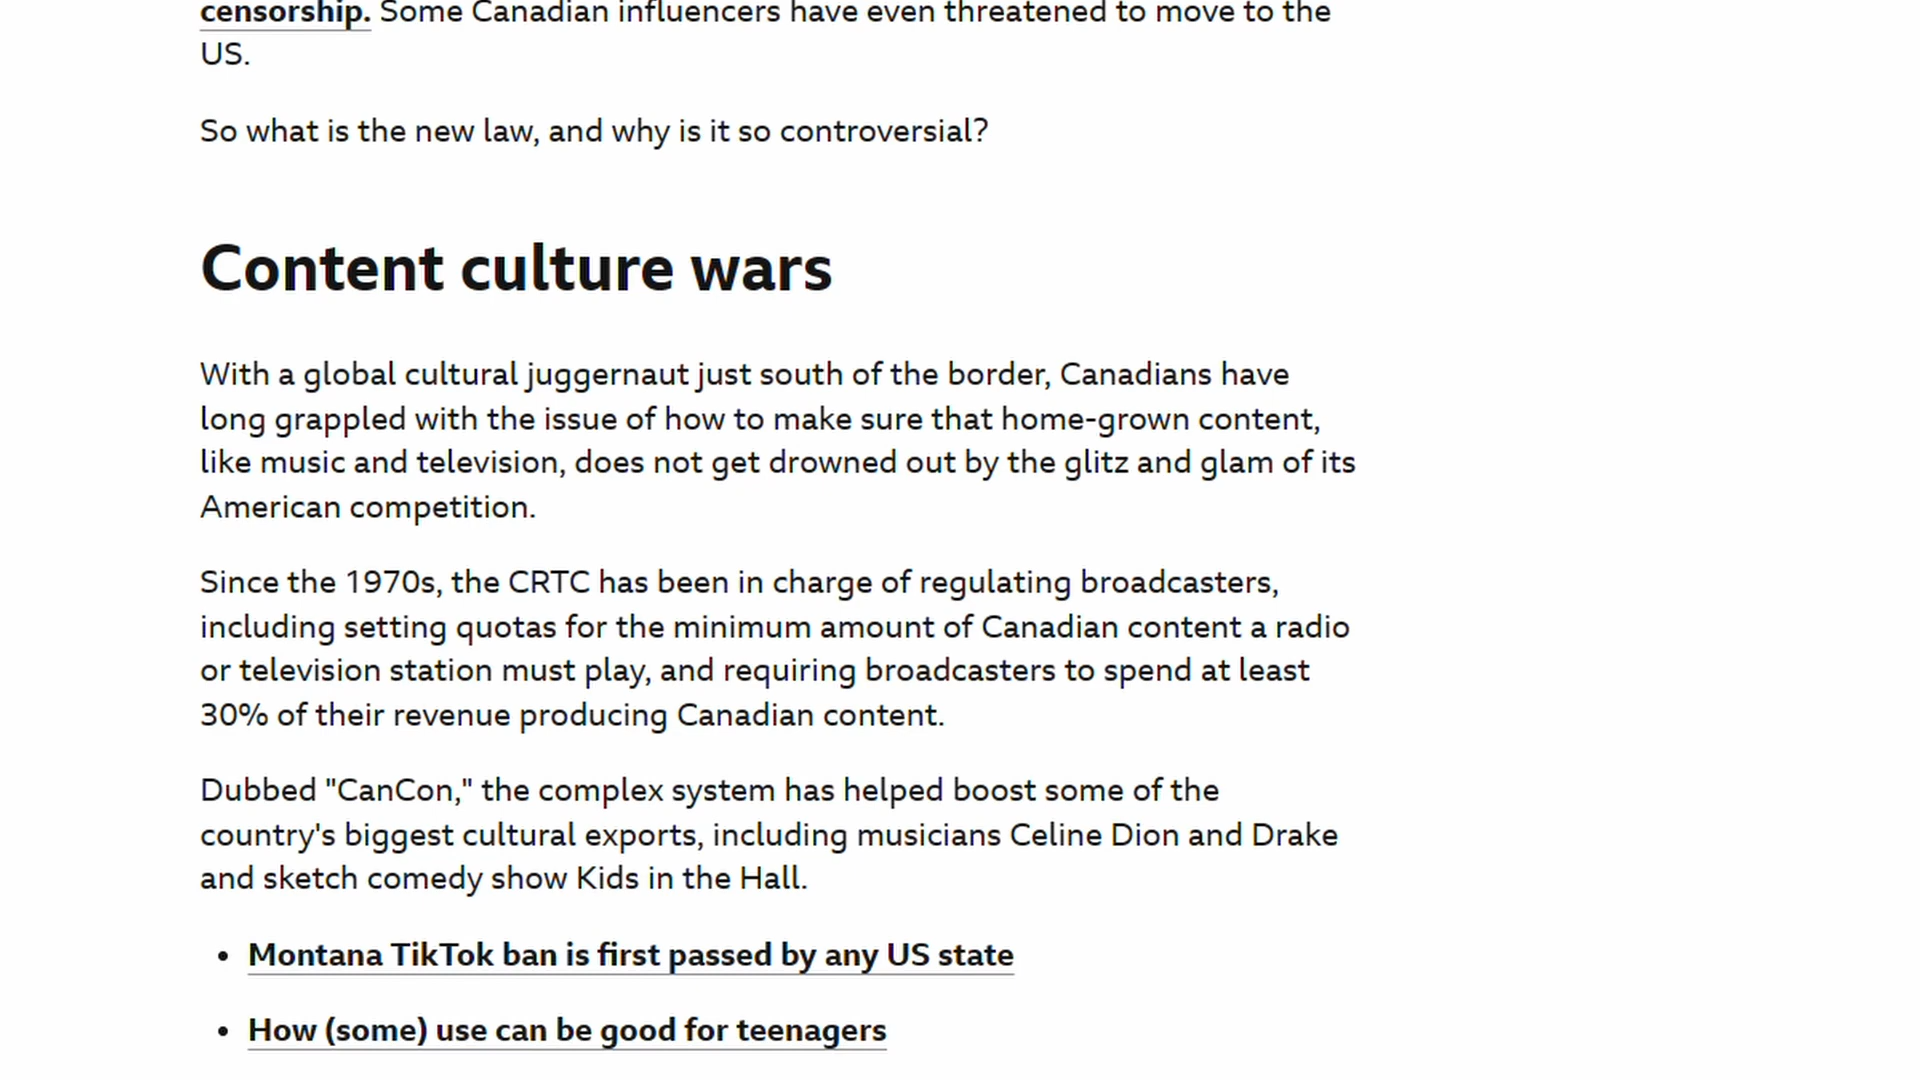 censorship. Some Canadian influencers have even threatened to move to the
US.
So what is the new law, and why is it so controversial?
Content culture wars
With a global cultural juggernaut just south of the border, Canadians have
long grappled with the issue of how to make sure that home-grown content,
like music and television, does not get drowned out by the glitz and glam of its
American competition.
Since the 1970s, the CRTC has been in charge of regulating broadcasters,
including setting quotas for the minimum amount of Canadian content a radio
or television station must play, and requiring broadcasters to spend at least
30% of their revenue producing Canadian content.
Dubbed "CanCon," the complex system has helped boost some of the
country's biggest cultural exports, including musicians Celine Dion and Drake
and sketch comedy show Kids in the Hall.
• Montana TikTok ban is first passed by any US state
• How (some) use can be good for teenagers